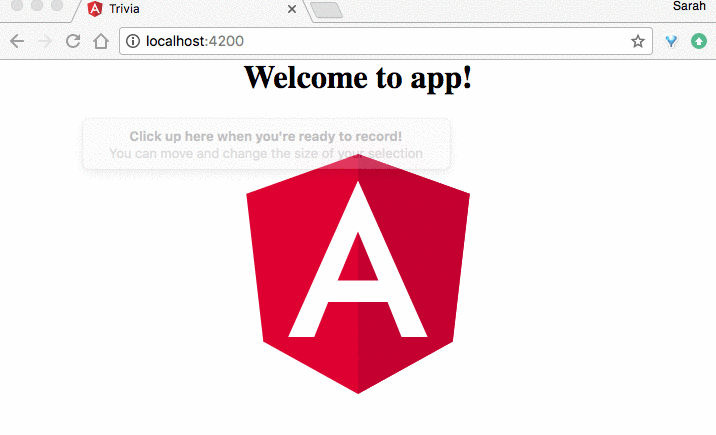 Trivia
Sarah
localhost:4200
Welcome to app!
Click up here when you're ready to record!
You can move and change the size of your selection
A